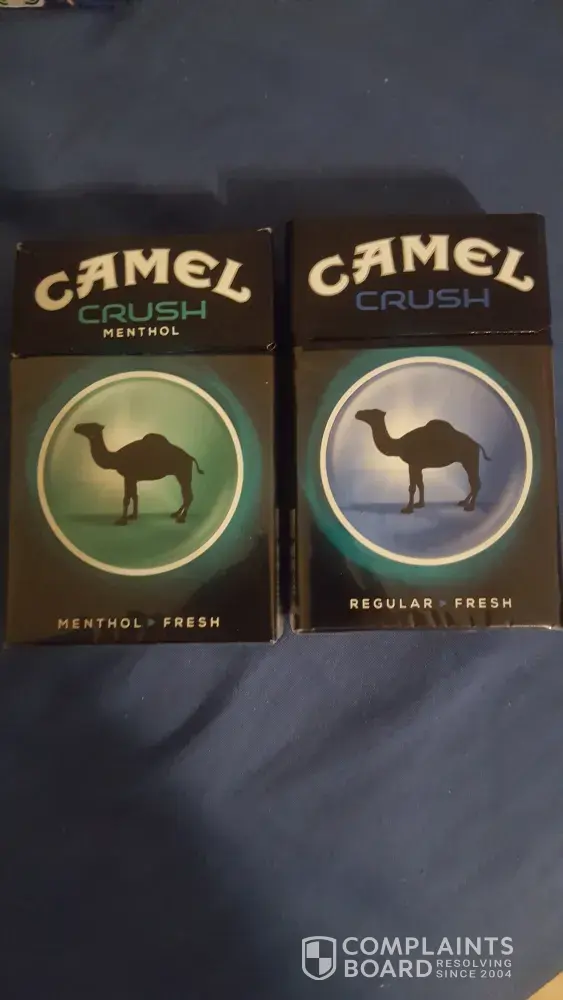 CAMEL
CRUSH
MENTHOL
MENTHOL ▸ FRESH
CAMEL
CRUSH
REGULAR ▸ FRESH
COMPLAINTS
BOARD RESOLVING
SINCE 2004